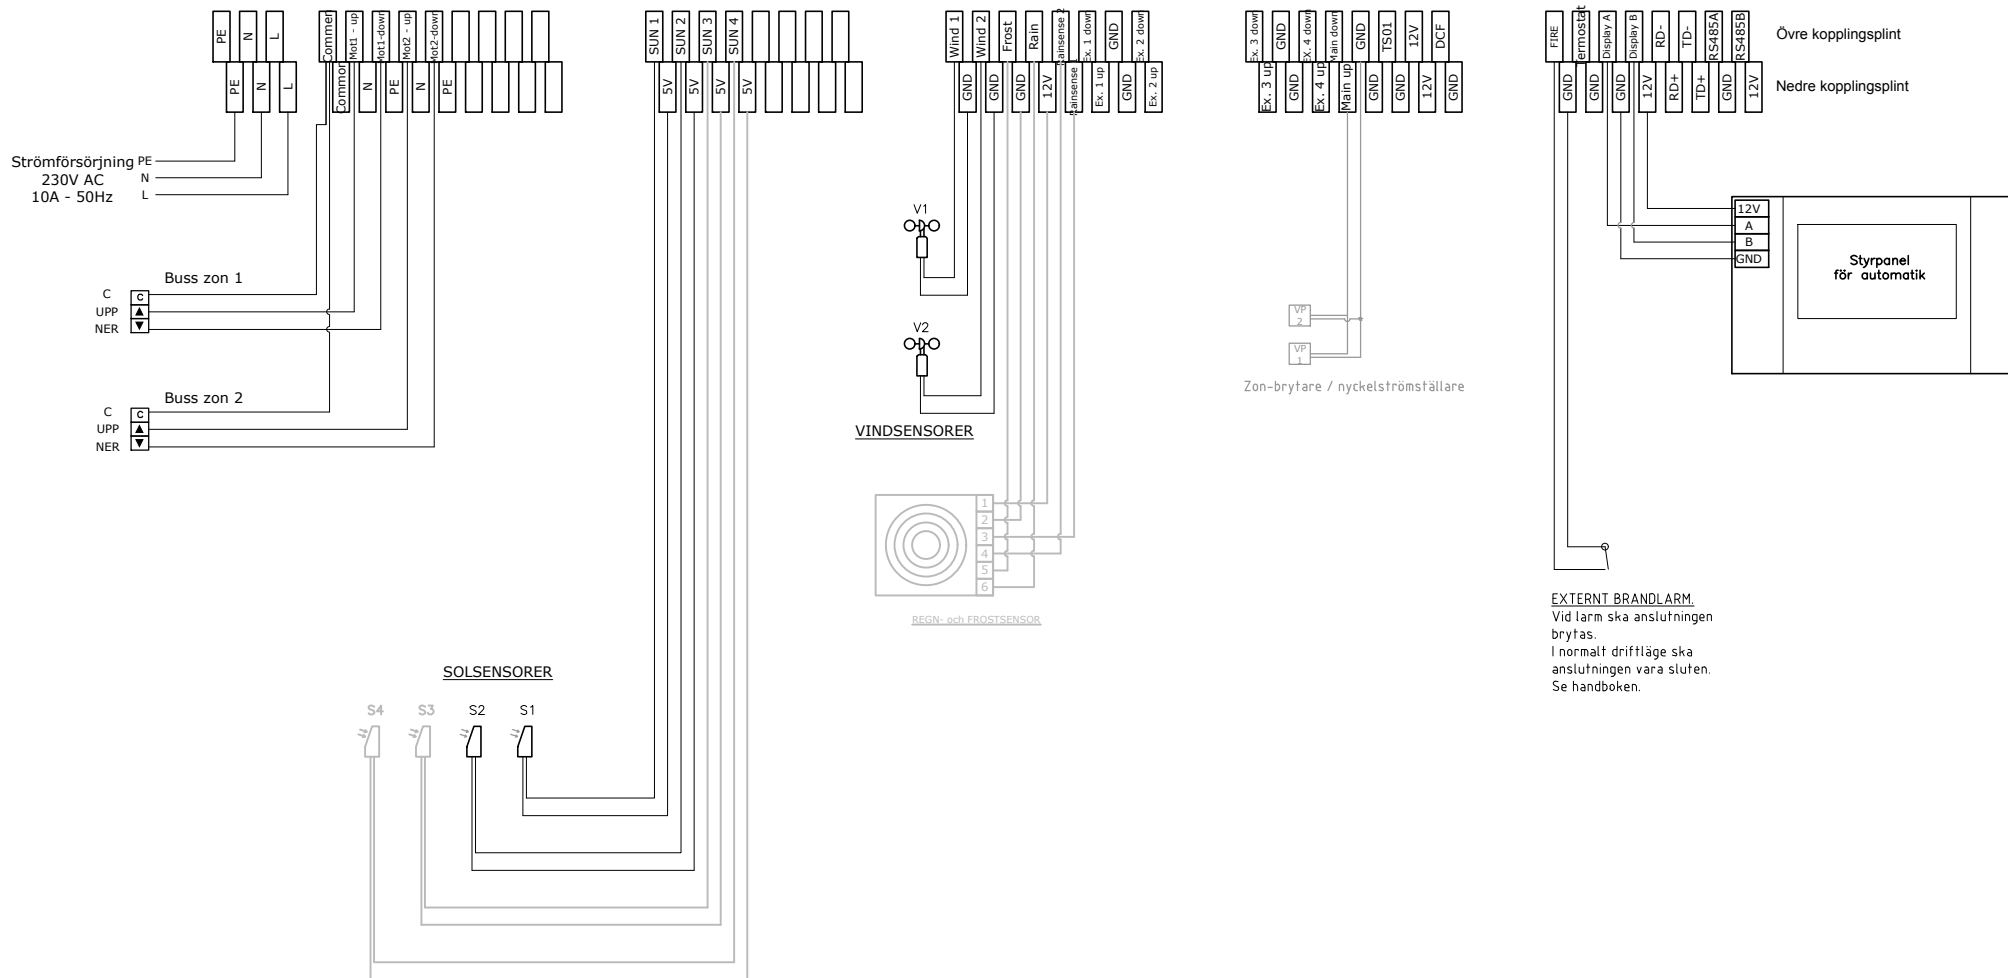 PE N L Common Mot1 - up Mot1-down Mot2 - up Mot2-down SUN 1 SUN 2 SUN 3 SUN 4 Wind 1 Wind 2 Frost Rain Rainsense 2 Ex. 1 down GND Ex. 2 down Ex. 3 down GND Ex. 4 down Main down GND TS01 12V DCF FIRE Termostat Display A Display B RD- TD- RS485A RS485B Övre kopplingsplint
PE N L Common N PE N PE 5V 5V 5V 5V GND GND GND 12V Rainsense 1 Ex. 1 up GND Ex. 2 up Ex. 3 up GND Ex. 4 up Main up GND GND 12V GND GND GND GND 12V RD+ TD+ GND 12V Nedre kopplingsplint
Strömförsörjning PE
230V AC N
10A - 50Hz L
Buss zon 1
C C
UPP
NER
Buss zon 2
C C
UPP
NER
V1
V2
VINDSENSORER
1
2
3
4
5
6
REGN- och FROSTSENSOR
SOLSENSORER
S4 S3 S2 S1
VP
2
VP
1
Zon-brytare / nyckelströmställare
12V
A
B
GND
Styrpanel
för automatik
EXTERNT BRANDLARM.
Vid larm ska anslutningen
brytas.
I normalt driftläge ska
anslutningen vara sluten.
Se handboken.